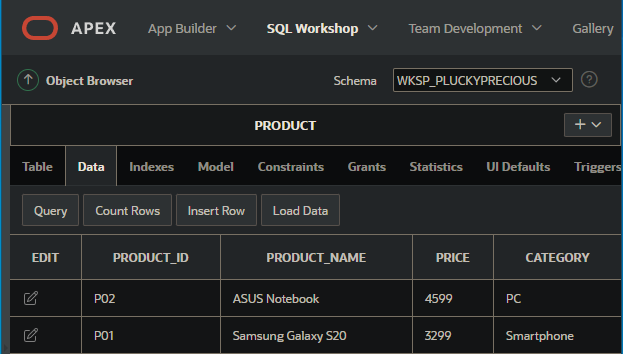 APEX App Builder SQL Workshop Team Development Gallery
Object Browser Schema WKSP_PLUCKYPRECIOUS ?
PRODUCT +
Table Data Indexes Model Constraints Grants Statistics UI Defaults Triggers
Query Count Rows Insert Row Load Data
EDIT PRODUCT_ID PRODUCT_NAME PRICE CATEGORY
P02 ASUS Notebook 4599 PC
P01 Samsung Galaxy S20 3299 Smartphone